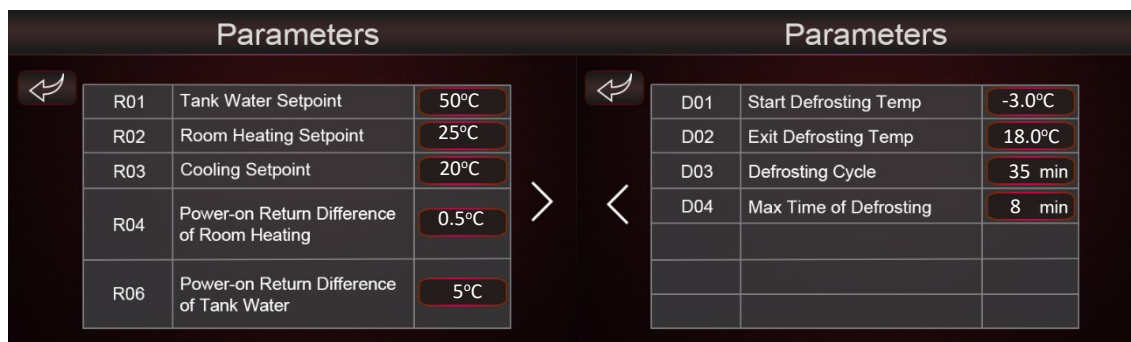 Parameters
R01 Tank Water Setpoint 50°C
R02 Room Heating Setpoint 25°C
R03 Cooling Setpoint 20°C
R04 Power-on Return Difference of Room Heating 0.5°C
R06 Power-on Return Difference of Tank Water 5°C
Parameters
D01 Start Defrosting Temp -3.0°C
D02 Exit Defrosting Temp 18.0°C
D03 Defrosting Cycle 35 min
D04 Max Time of Defrosting 8 min